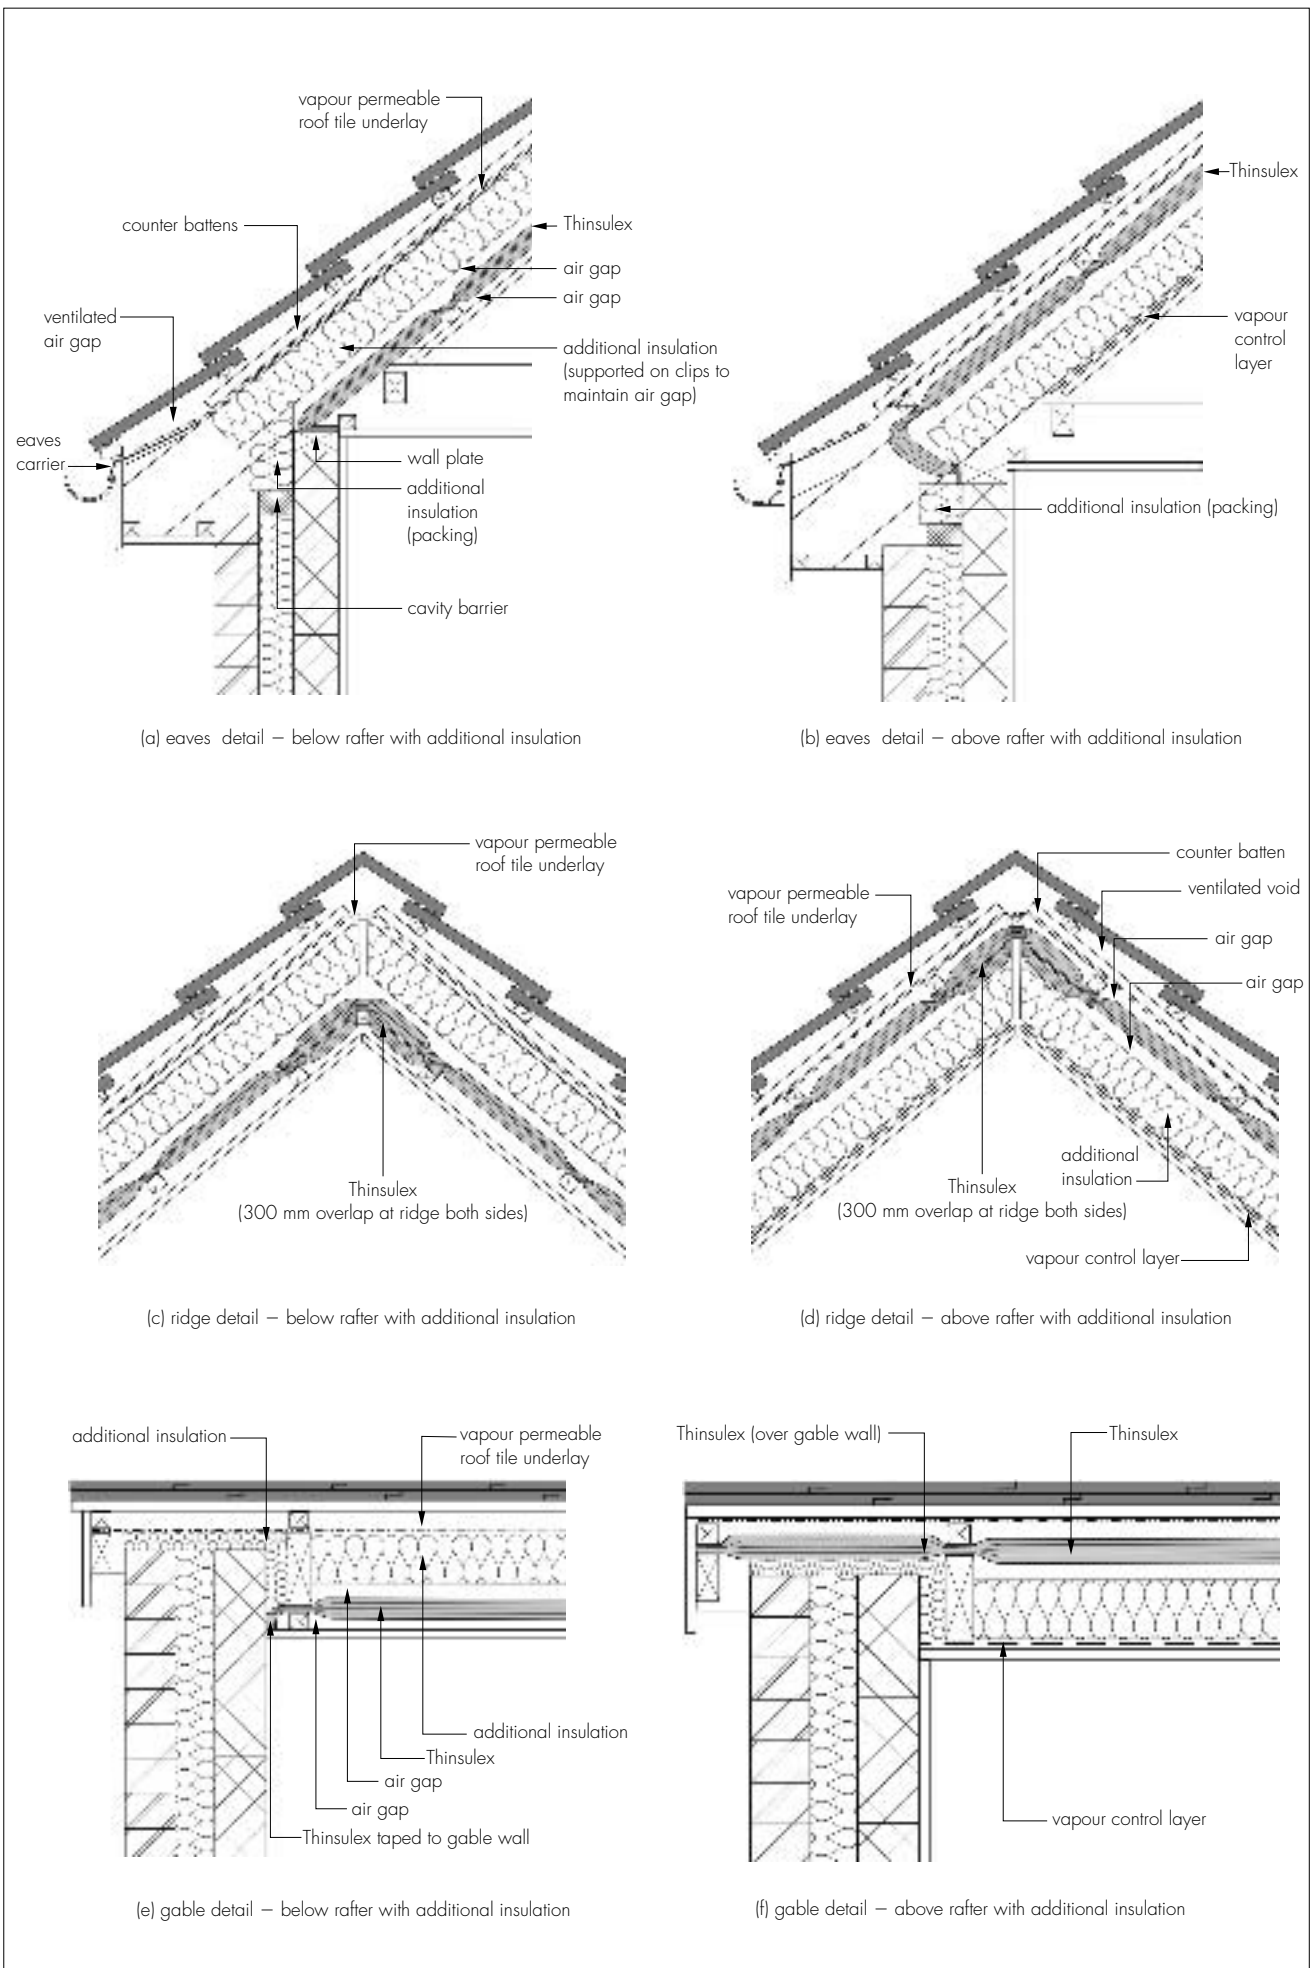 vapour permeable
roof tile underlay
counter battens
Thinsulex
air gap
air gap
ventilated
air gap
additional insulation
(supported on clips to
maintain air gap)
eaves
carrier
wall plate
additional
insulation
(packing)
cavity barrier
(a) eaves detail – below rafter with additional insulation
Thinsulex
vapour
control
layer
additional insulation (packing)
(b) eaves detail – above rafter with additional insulation
vapour permeable
roof tile underlay
Thinsulex
(300 mm overlap at ridge both sides)
(c) ridge detail – below rafter with additional insulation
counter batten
vapour permeable
roof tile underlay
ventilated void
air gap
air gap
additional
insulation
Thinsulex
(300 mm overlap at ridge both sides)
vapour control layer
(d) ridge detail – above rafter with additional insulation
additional insulation
vapour permeable
roof tile underlay
additional insulation
Thinsulex
air gap
air gap
Thinsulex taped to gable wall
(e) gable detail – below rafter with additional insulation
Thinsulex (over gable wall)
Thinsulex
vapour control layer
(f) gable detail – above rafter with additional insulation